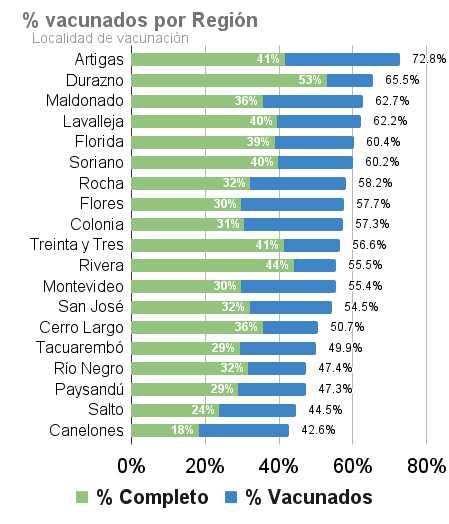 % vacunados por Región
Localidad de vacunación
Artigas 41% 72.8%
Durazno 53% 65.5%
Maldonado 36% 62.7%
Lavalleja 40% 62.2%
Florida 39% 60.4%
Soriano 40% 60.2%
Rocha 32% 58.2%
Flores 30% 57.7%
Colonia 31% 57.3%
Treinta y Tres 41% 56.6%
Rivera 44% 55.5%
Montevideo 30% 55.4%
San José 32% 54.5%
Cerro Largo 36% 50.7%
Tacuarembó 29% 49.9%
Río Negro 32% 47.4%
Paysandú 29% 47.3%
Salto 24% 44.5%
Canelones 18% 42.6%
0% 20% 40% 60% 80%
% Completo % Vacunados